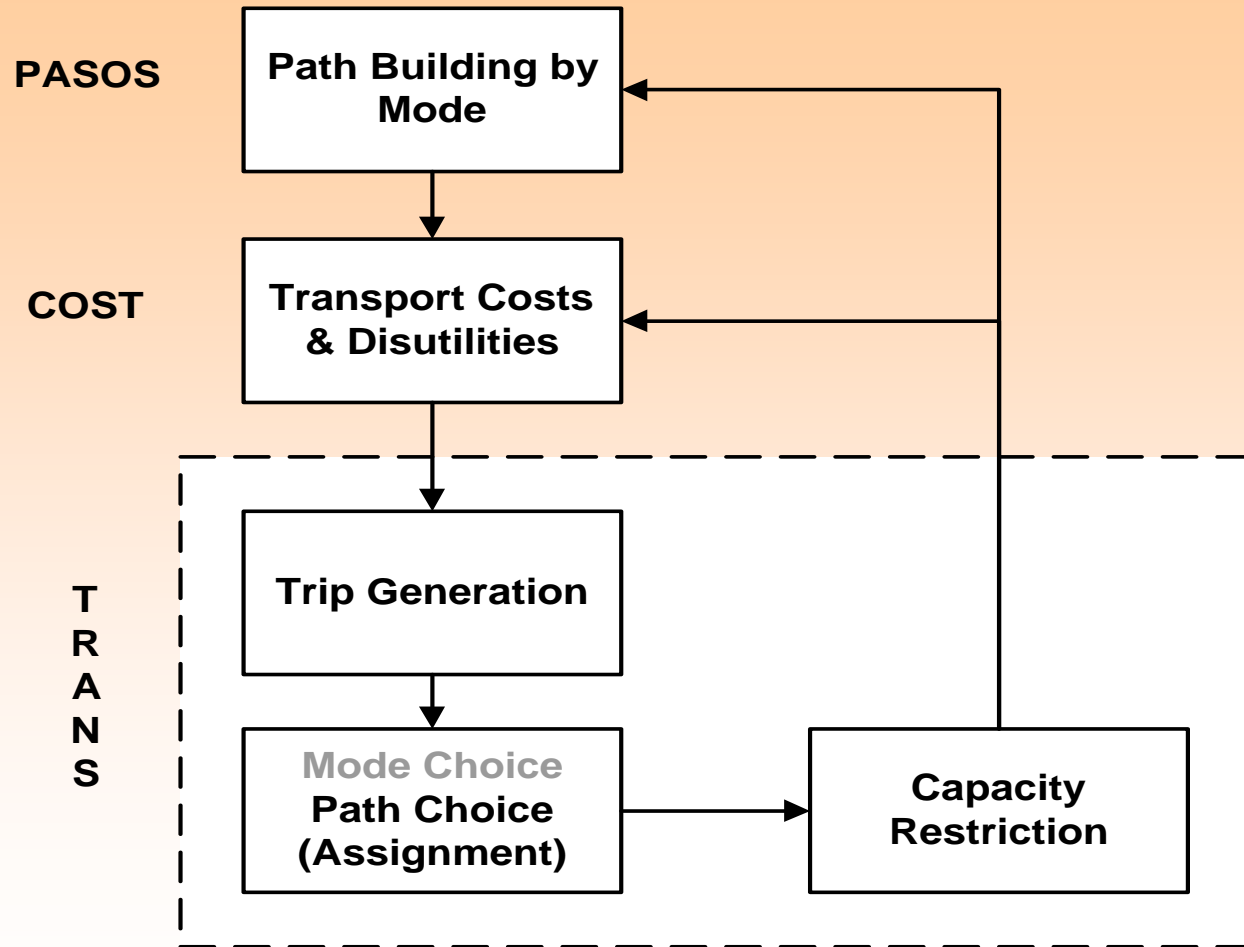 PASOS
Path Building by
Mode
COST
Transport Costs
& Disutilities
T
R
A
N
S
Trip Generation
Mode Choice
Path Choice
(Assignment)
Capacity
Restriction